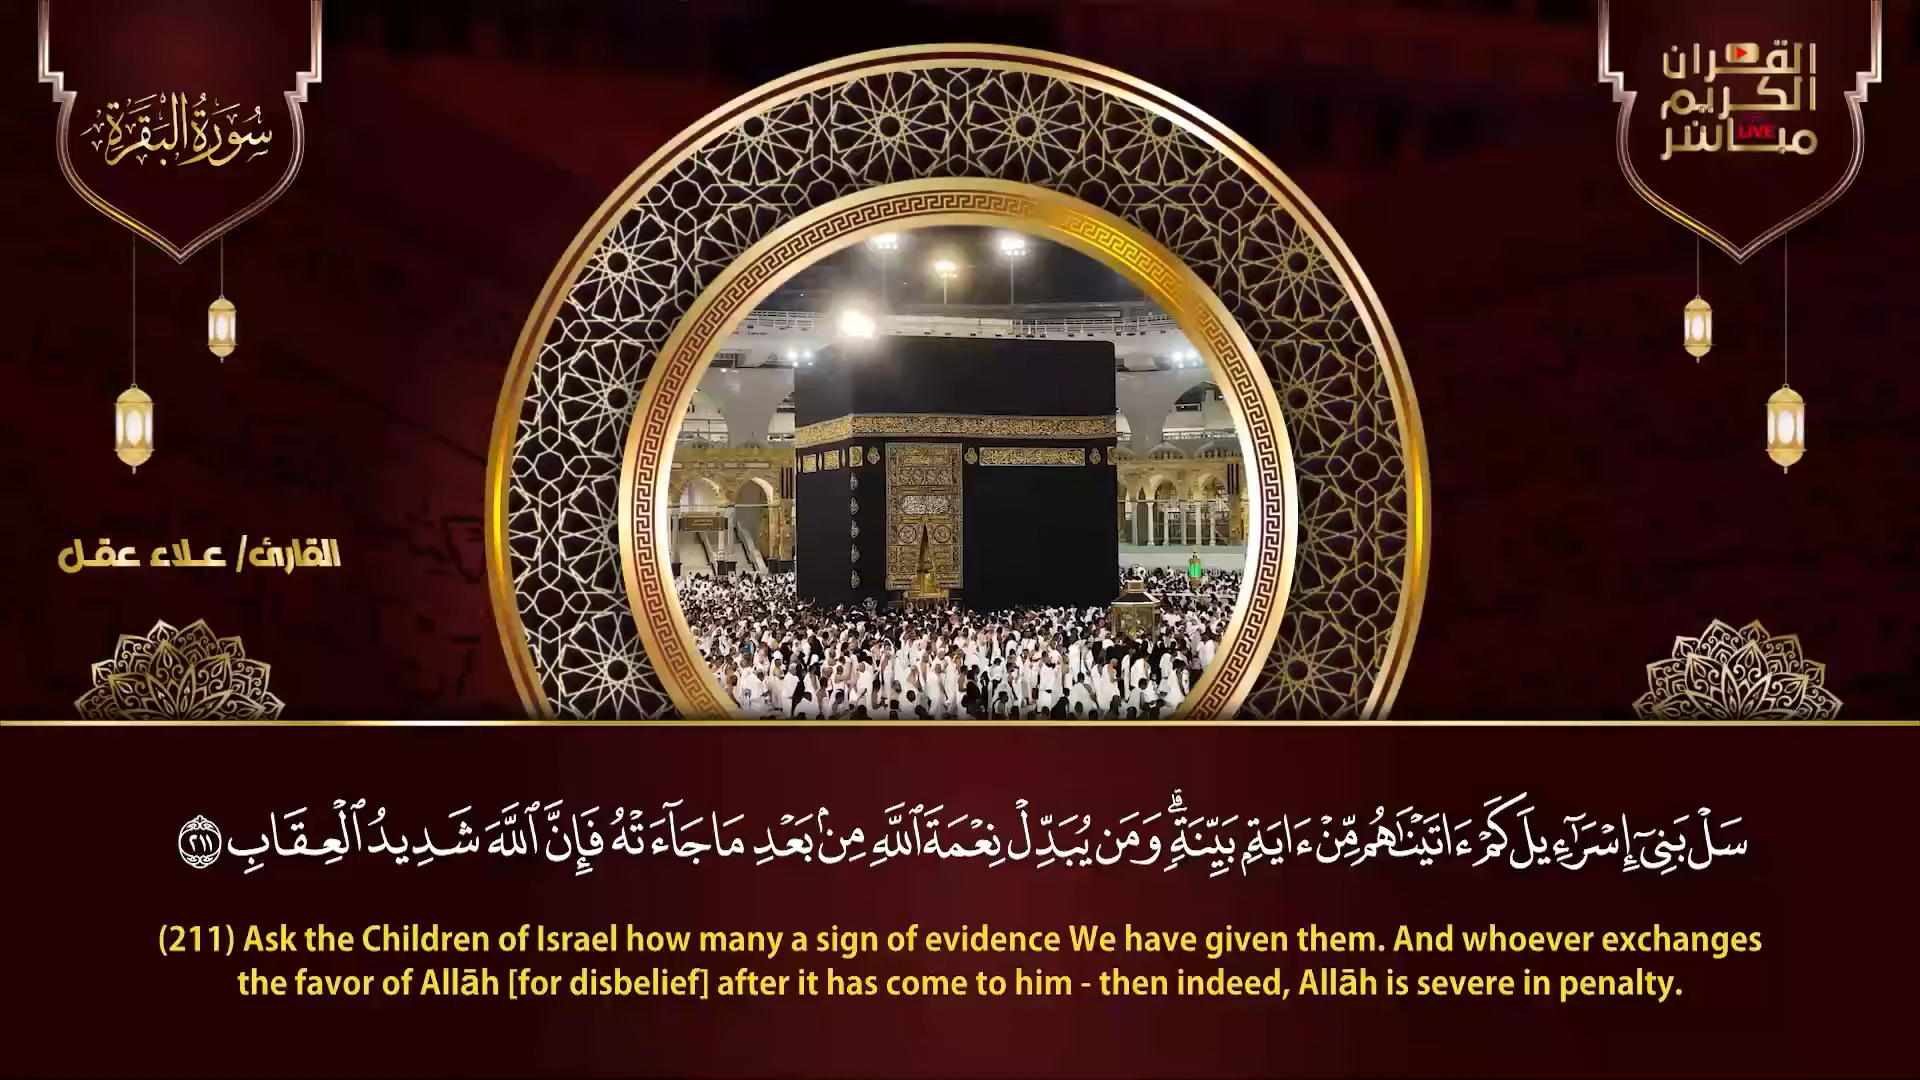 سُورَةُ البَقَرَةِ
القرآن
الكريم
مباشر
LIVE
القارئ/ علاء عقل
سَلْ بَنِىٓ إِسْرَٰٓءِيلَ كَمْ ءَاتَيْنَٰهُم مِّنْ ءَايَةٍۭ بَيِّنَةٍۗ وَمَن يُبَدِّلْ نِعْمَةَ ٱللَّهِ مِنۢ بَعْدِ مَا جَآءَتْهُ فَإِنَّ ٱللَّهَ شَدِيدُ ٱلْعِقَابِ ٢١١
(211) Ask the Children of Israel how many a sign of evidence We have given them. And whoever exchanges
the favor of Allāh [for disbelief] after it has come to him - then indeed, Allāh is severe in penalty.